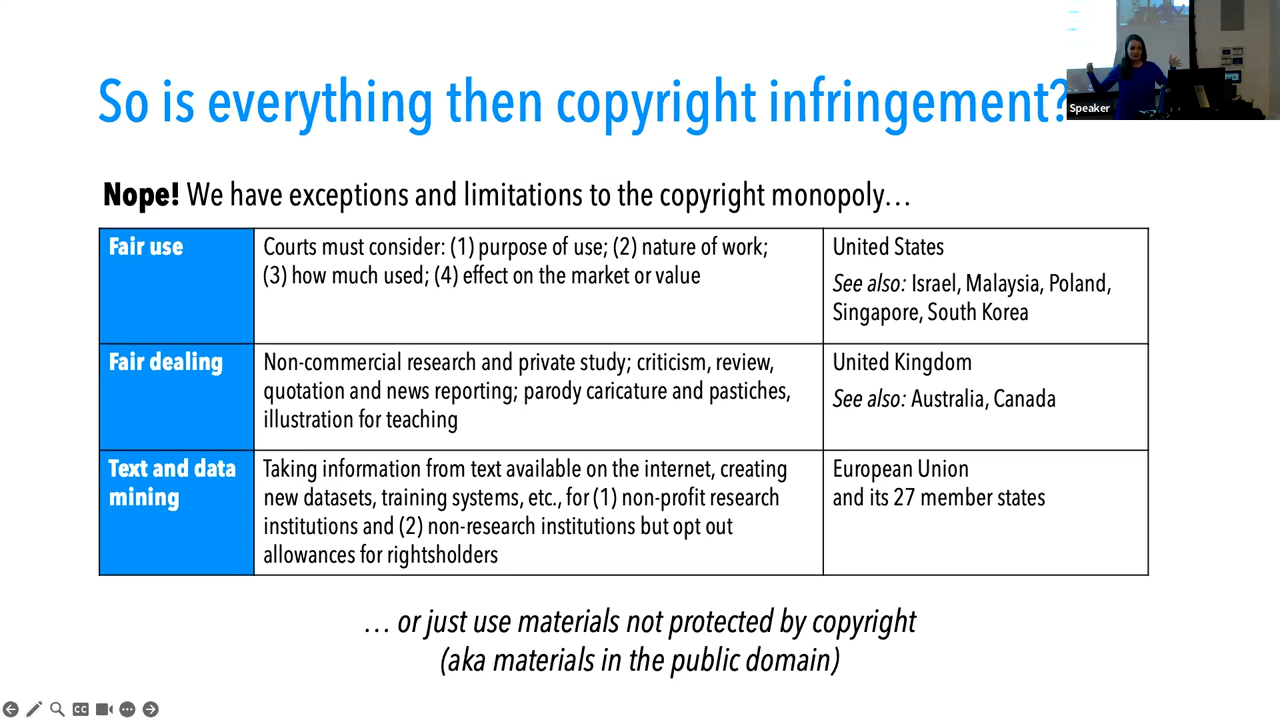 So is everything then copyright infringement?
Speaker
Nope! We have exceptions and limitations to the copyright monopoly…
Fair use
Courts must consider: (1) purpose of use; (2) nature of work;
(3) how much used; (4) effect on the market or value
United States
See also: Israel, Malaysia, Poland,
Singapore, South Korea
Fair dealing
Non-commercial research and private study; criticism, review,
quotation and news reporting; parody caricature and pastiches,
illustration for teaching
United Kingdom
See also: Australia, Canada
Text and data
mining
Taking information from text available on the internet, creating
new datasets, training systems, etc., for (1) non-profit research
institutions and (2) non-research institutions but opt out
allowances for rightsholders
European Union
and its 27 member states
… or just use materials not protected by copyright
(aka materials in the public domain)
CC